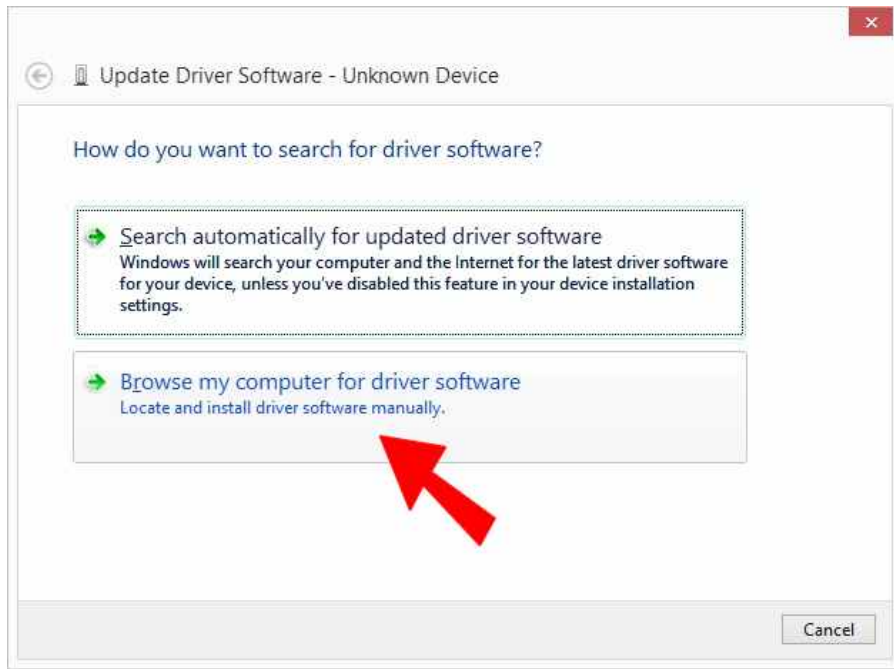 Update Driver Software - Unknown Device
How do you want to search for driver software?
Search automatically for updated driver software
Windows will search your computer and the Internet for the latest driver software
for your device, unless you've disabled this feature in your device installation
settings.
Browse my computer for driver software
Locate and install driver software manually.
Cancel